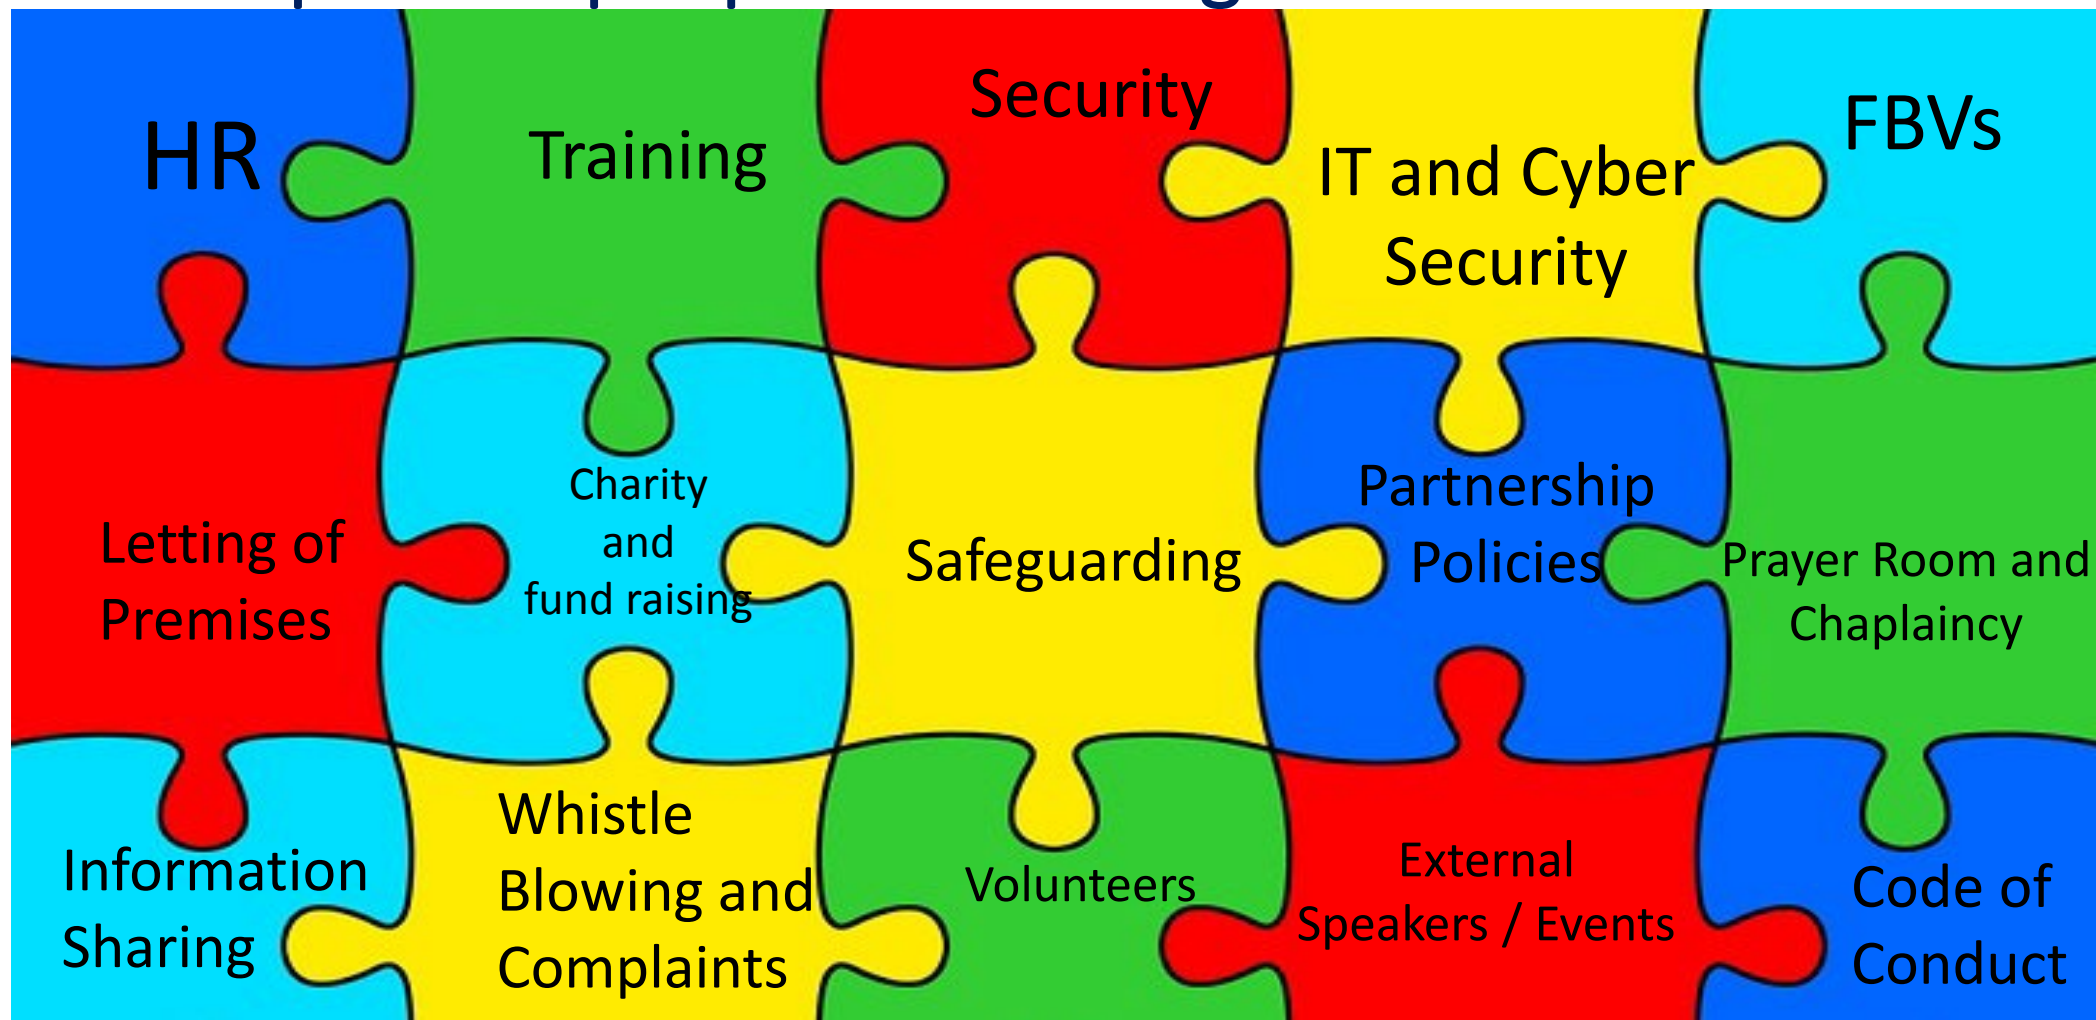 HR
Training
Security
IT and Cyber
Security
FBVs
Letting of
Premises
Charity
and
fund raising
Safeguarding
Partnership
Policies
Prayer Room and
Chaplaincy
Information
Sharing
Whistle
Blowing and
Complaints
Volunteers
External
Speakers / Events
Code of
Conduct